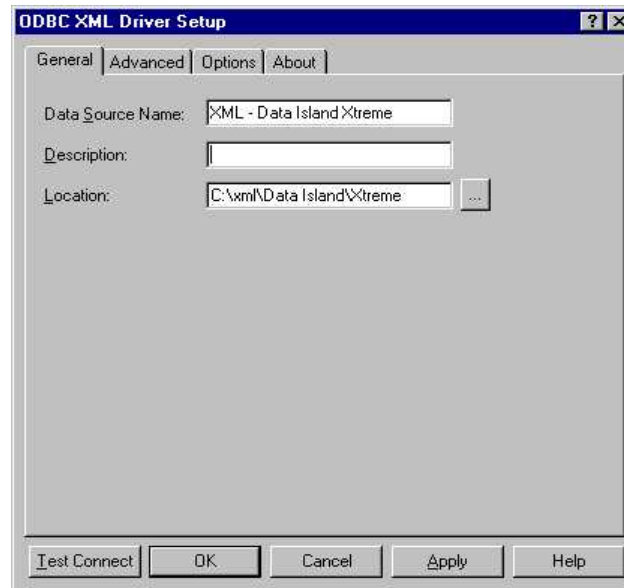 ODBC XML Driver Setup
General Advanced Options About
Data Source Name: XML - Data Island Xtreme
Description:
Location: C:\xml\Data Island\Xtreme ...
Test Connect OK Cancel Apply Help